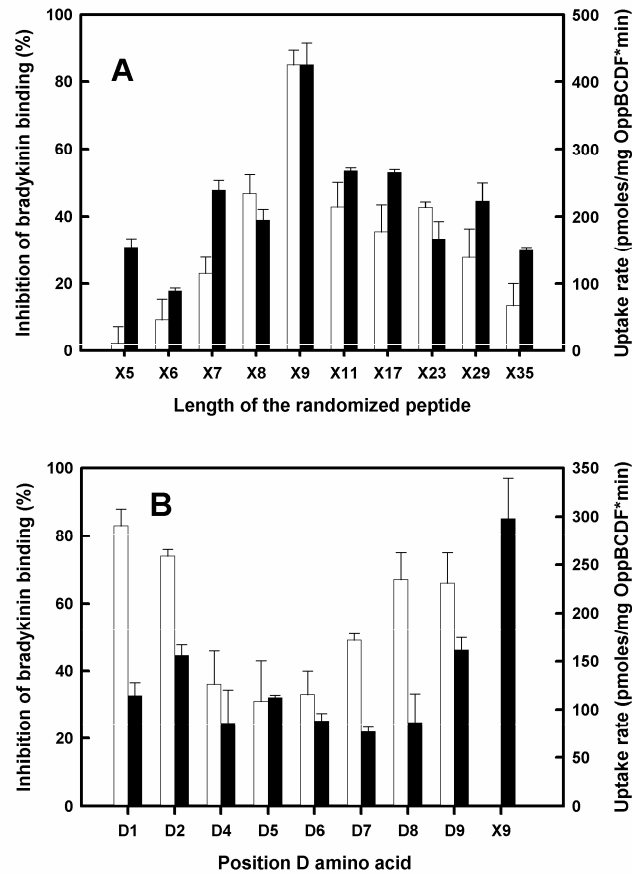 A
Inhibition of bradykinin binding (%)
100
80
60
40
20
0
500
400
300
200
100
0
Uptake rate (pmoles/mg OppBCDF*min)
X5 X6 X7 X8 X9 X11 X17 X23 X29 X35
Length of the randomized peptide
B
Inhibition of bradykinin binding (%)
100
80
60
40
20
0
350
300
250
200
150
100
50
0
Uptake rate (pmoles/mg OppBCDF*min)
D1 D2 D4 D5 D6 D7 D8 D9 X9
Position D amino acid